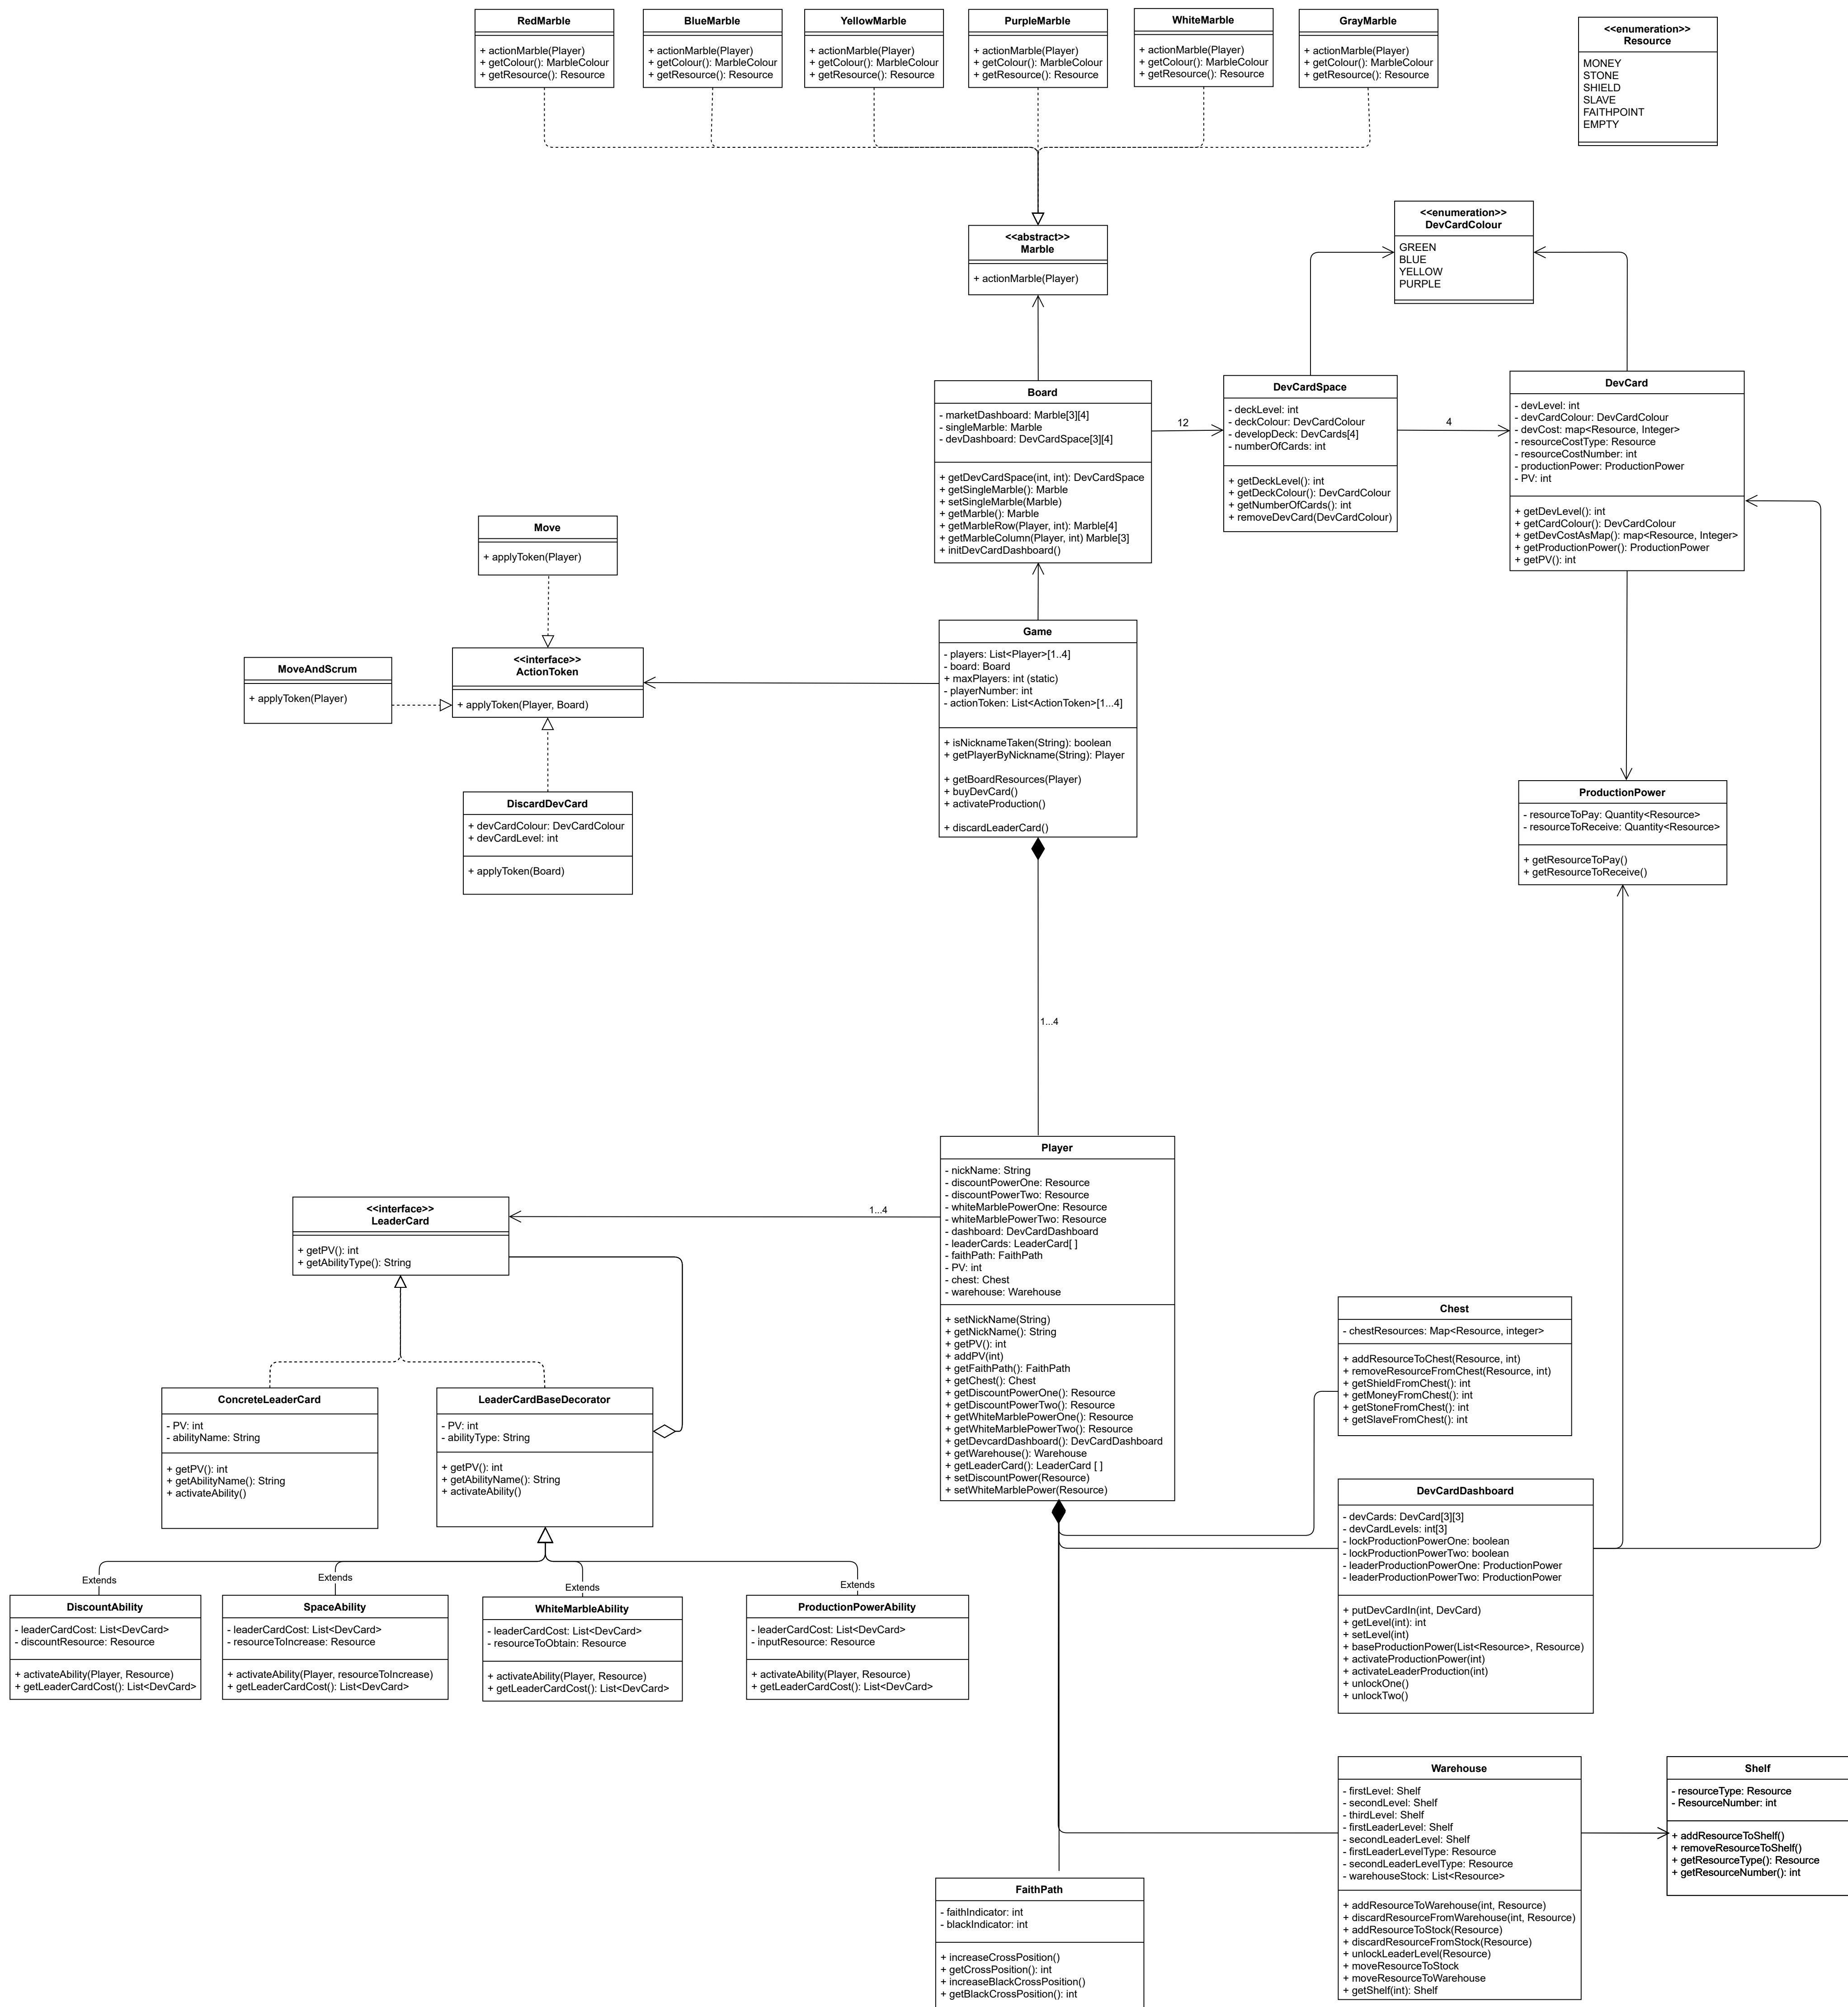 RedMarble
+ actionMarble(Player)
+ getColour(): MarbleColour
+ getResource(): Resource
BlueMarble
+ actionMarble(Player)
+ getColour(): MarbleColour
+ getResource(): Resource
YellowMarble
+ actionMarble(Player)
+ getColour(): MarbleColour
+ getResource(): Resource
PurpleMarble
+ actionMarble(Player)
+ getColour(): MarbleColour
+ getResource(): Resource
WhiteMarble
+ actionMarble(Player)
+ getColour(): MarbleColour
+ getResource(): Resource
GrayMarble
+ actionMarble(Player)
+ getColour(): MarbleColour
+ getResource(): Resource
<<enumeration>>
Resource
MONEY
STONE
SHIELD
SLAVE
FAITHPOINT
EMPTY
<<abstract>>
Marble
+ actionMarble(Player)
<<enumeration>>
DevCardColour
GREEN
BLUE
YELLOW
PURPLE
Board
- marketDashboard: Marble[3][4]
- singleMarble: Marble
- devDashboard: DevCardSpace[3][4]
+ getDevCardSpace(int, int): DevCardSpace
+ getSingleMarble(): Marble
+ setSingleMarble(Marble)
+ getMarble(): Marble
+ getMarbleRow(Player, int): Marble[4]
+ getMarbleColumn(Player, int) Marble[3]
+ initDevCardDashboard()
12
DevCardSpace
- deckLevel: int
- deckColour: DevCardColour
- developDeck: DevCards[4]
- numberOfCards: int
+ getDeckLevel(): int
+ getDeckColour(): DevCardColour
+ getNumberOfCards(): int
+ removeDevCard(DevCardColour)
4
DevCard
- devLevel: int
- devCardColour: DevCardColour
- devCost: map<Resource, Integer>
- resourceCostType: Resource
- resourceCostNumber: int
- productionPower: ProductionPower
- PV: int
+ getDevLevel(): int
+ getCardColour(): DevCardColour
+ getDevCostAsMap(): map<Resource, Integer>
+ getProductionPower(): ProductionPower
+ getPV(): int
Move
+ applyToken(Player)
MoveAndScrum
+ applyToken(Player)
<<interface>>
ActionToken
+ applyToken(Player, Board)
DiscardDevCard
+ devCardColour: DevCardColour
+ devCardLevel: int
+ applyToken(Board)
Game
- players: List<Player>[1..4]
- board: Board
+ maxPlayers: int (static)
- playerNumber: int
- actionToken: List<ActionToken>[1...4]
+ isNicknameTaken(String): boolean
+ getPlayerByNickname(String): Player
+ getBoardResources(Player)
+ buyDevCard()
+ activateProduction()
+ discardLeaderCard()
ProductionPower
- resourceToPay: Quantity<Resource>
- resourceToReceive: Quantity<Resource>
+ getResourceToPay()
+ getResourceToReceive()
1...4
Player
- nickName: String
- discountPowerOne: Resource
- discountPowerTwo: Resource
- whiteMarblePowerOne: Resource
- whiteMarblePowerTwo: Resource
- dashboard: DevCardDashboard
- leaderCards: LeaderCard[ ]
- faithPath: FaithPath
- PV: int
- chest: Chest
- warehouse: Warehouse
+ setNickName(String)
+ getNickName(): String
+ getPV(): int
+ addPV(int)
+ getFaithPath(): FaithPath
+ getChest(): Chest
+ getDiscountPowerOne(): Resource
+ getDiscountPowerTwo(): Resource
+ getWhiteMarblePowerOne(): Resource
+ getWhiteMarblePowerTwo(): Resource
+ getDevcardDashboard(): DevCardDashboard
+ getWarehouse(): Warehouse
+ getLeaderCard(): LeaderCard [ ]
+ setDiscountPower(Resource)
+ setWhiteMarblePower(Resource)
1...4
<<interface>>
LeaderCard
+ getPV(): int
+ getAbilityType(): String
ConcreteLeaderCard
- PV: int
- abilityName: String
+ getPV(): int
+ getAbilityName(): String
+ activateAbility()
LeaderCardBaseDecorator
- PV: int
- abilityType: String
+ getPV(): int
+ getAbilityName(): String
+ activateAbility()
Extends
Extends
Extends
Extends
DiscountAbility
- leaderCardCost: List<DevCard>
- discountResource: Resource
+ activateAbility(Player, Resource)
+ getLeaderCardCost(): List<DevCard>
SpaceAbility
- leaderCardCost: List<DevCard>
- resourceToIncrease: Resource
+ activateAbility(Player, resourceToIncrease)
+ getLeaderCardCost(): List<DevCard>
WhiteMarbleAbility
- leaderCardCost: List<DevCard>
- resourceToObtain: Resource
+ activateAbility(Player, Resource)
+ getLeaderCardCost(): List<DevCard>
ProductionPowerAbility
- leaderCardCost: List<DevCard>
- inputResource: Resource
+ activateAbility(Player, Resource)
+ getLeaderCardCost(): List<DevCard>
Chest
- chestResources: Map<Resource, integer>
+ addResourceToChest(Resource, int)
+ removeResourceFromChest(Resource, int)
+ getShieldFromChest(): int
+ getMoneyFromChest(): int
+ getStoneFromChest(): int
+ getSlaveFromChest(): int
DevCardDashboard
- devCards: DevCard[3][3]
- devCardLevels: int[3]
- lockProductionPowerOne: boolean
- lockProductionPowerTwo: boolean
- leaderProductionPowerOne: ProductionPower
- leaderProductionPowerTwo: ProductionPower
+ putDevCardIn(int, DevCard)
+ getLevel(int): int
+ setLevel(int)
+ baseProductionPower(List<Resource>, Resource)
+ activateProductionPower(int)
+ activateLeaderProduction(int)
+ unlockOne()
+ unlockTwo()
Warehouse
- firstLevel: Shelf
- secondLevel: Shelf
- thirdLevel: Shelf
- firstLeaderLevel: Shelf
- secondLeaderLevel: Shelf
- firstLeaderLevelType: Resource
- secondLeaderLevelType: Resource
- warehouseStock: List<Resource>
+ addResourceToWarehouse(int, Resource)
+ discardResourceFromWarehouse(int, Resource)
+ addResourceToStock(Resource)
+ discardResourceFromStock(Resource)
+ unlockLeaderLevel(Resource)
+ moveResourceToStock
+ moveResourceToWarehouse
+ getShelf(int): Shelf
Shelf
- resourceType: Resource
- ResourceNumber: int
+ addResourceToShelf()
+ removeResourceToShelf()
+ getResourceType(): Resource
+ getResourceNumber(): int
FaithPath
- faithIndicator: int
- blackIndicator: int
+ increaseCrossPosition()
+ getCrossPosition(): int
+ increaseBlackCrossPosition()
+ getBlackCrossPosition(): int